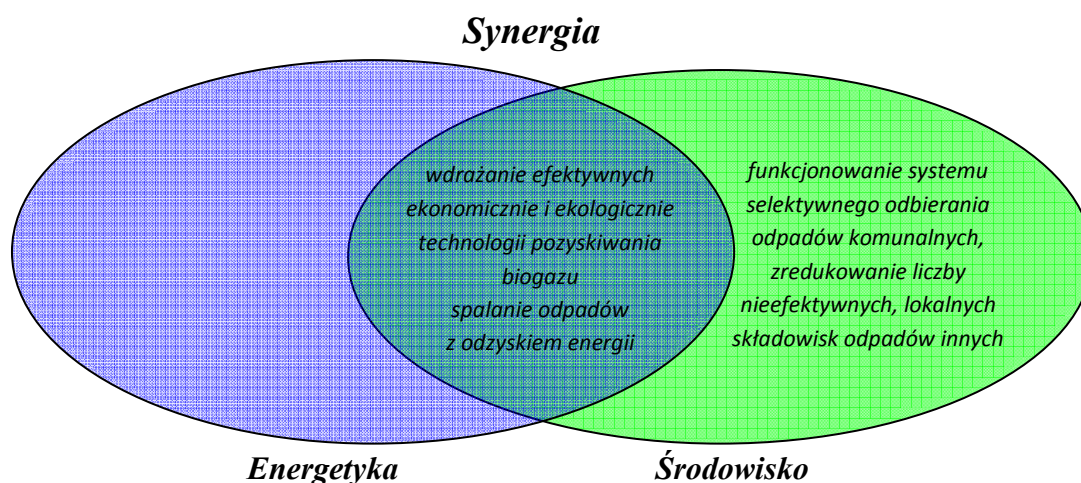 Synergia
wdrażanie efektywnych
ekonomicznie i ekologicznie
technologii pozyskiwania
biogazu
spalanie odpadów
z odzyskiem energii
funkcjonowanie systemu
selektywnego odbierania
odpadów komunalnych,
zredukowanie liczby
nieefektywnych, lokalnych
składowisk odpadów innych
Energetyka
Środowisko